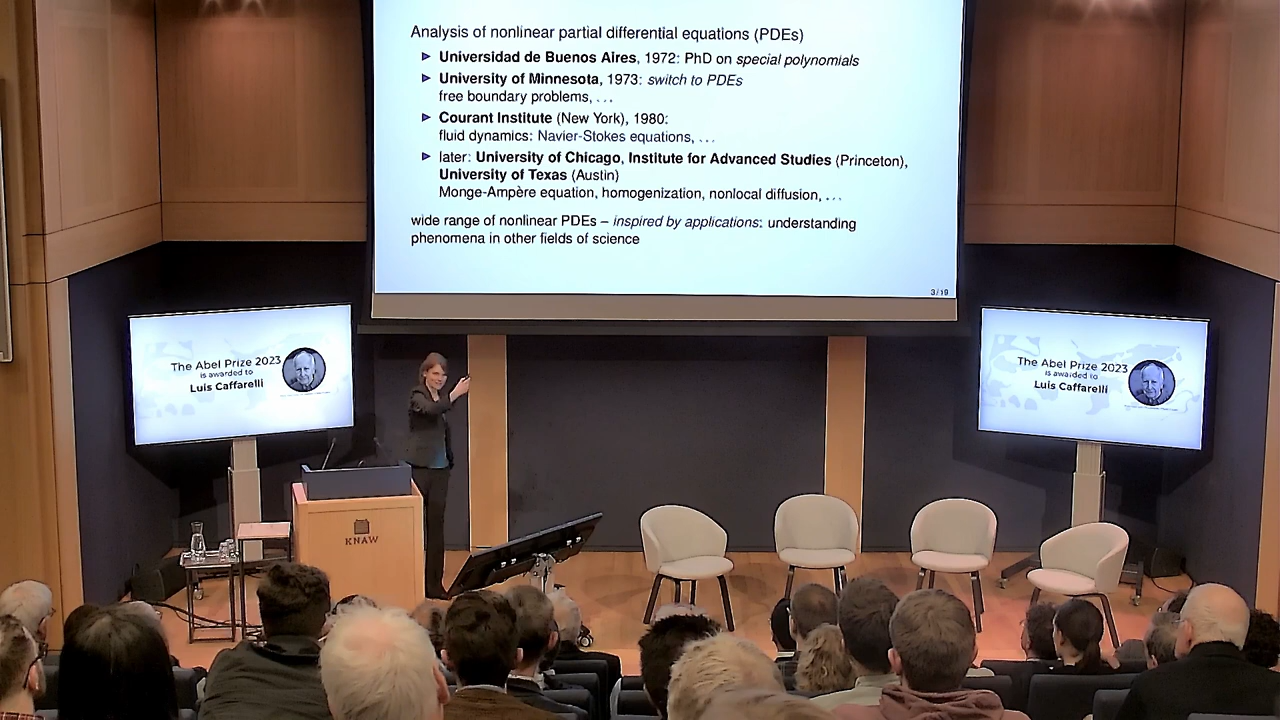 Analysis of nonlinear partial differential equations (PDEs)
Universidad de Buenos Aires, 1972: PhD on special polynomials
University of Minnesota, 1973: switch to PDEs
free boundary problems, ...
Courant Institute (New York), 1980:
fluid dynamics: Navier-Stokes equations, ...
later: University of Chicago, Institute for Advanced Studies (Princeton),
University of Texas (Austin)
Monge-Ampère equation, homogenization, nonlocal diffusion, ...
wide range of nonlinear PDEs – inspired by applications: understanding
phenomena in other fields of science
3/19
The Abel Prize 2023
is awarded to
Luis Caffarelli
The Abel Prize 2023
is awarded to
Luis Caffarelli
KNAW